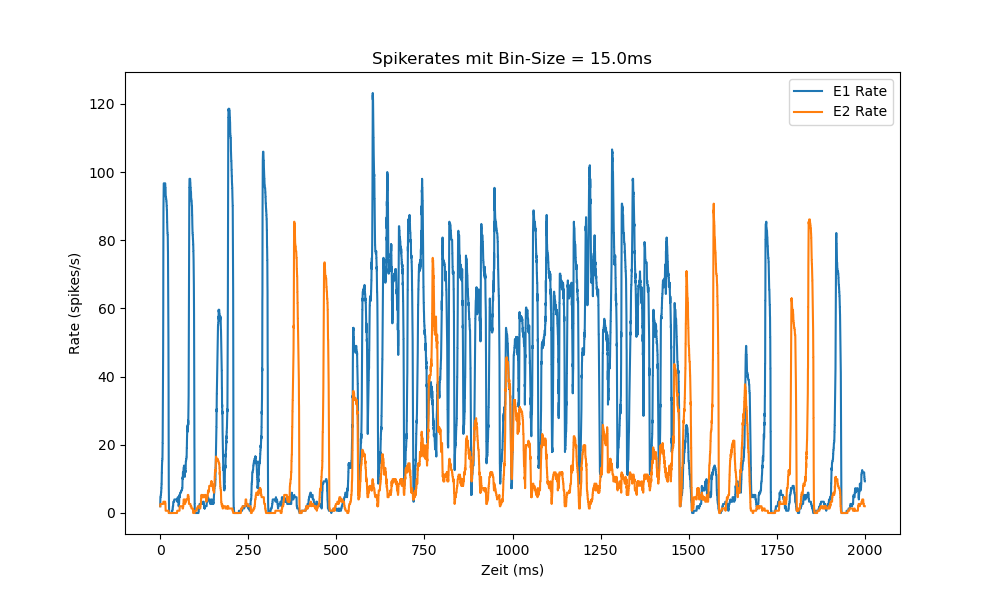 Spikerates mit Bin-Size = 15.0ms
E1 Rate
E2 Rate
Rate (spikes/s)
120
100
80
60
40
20
0
0 250 500 750 1000 1250 1500 1750 2000
Zeit (ms)